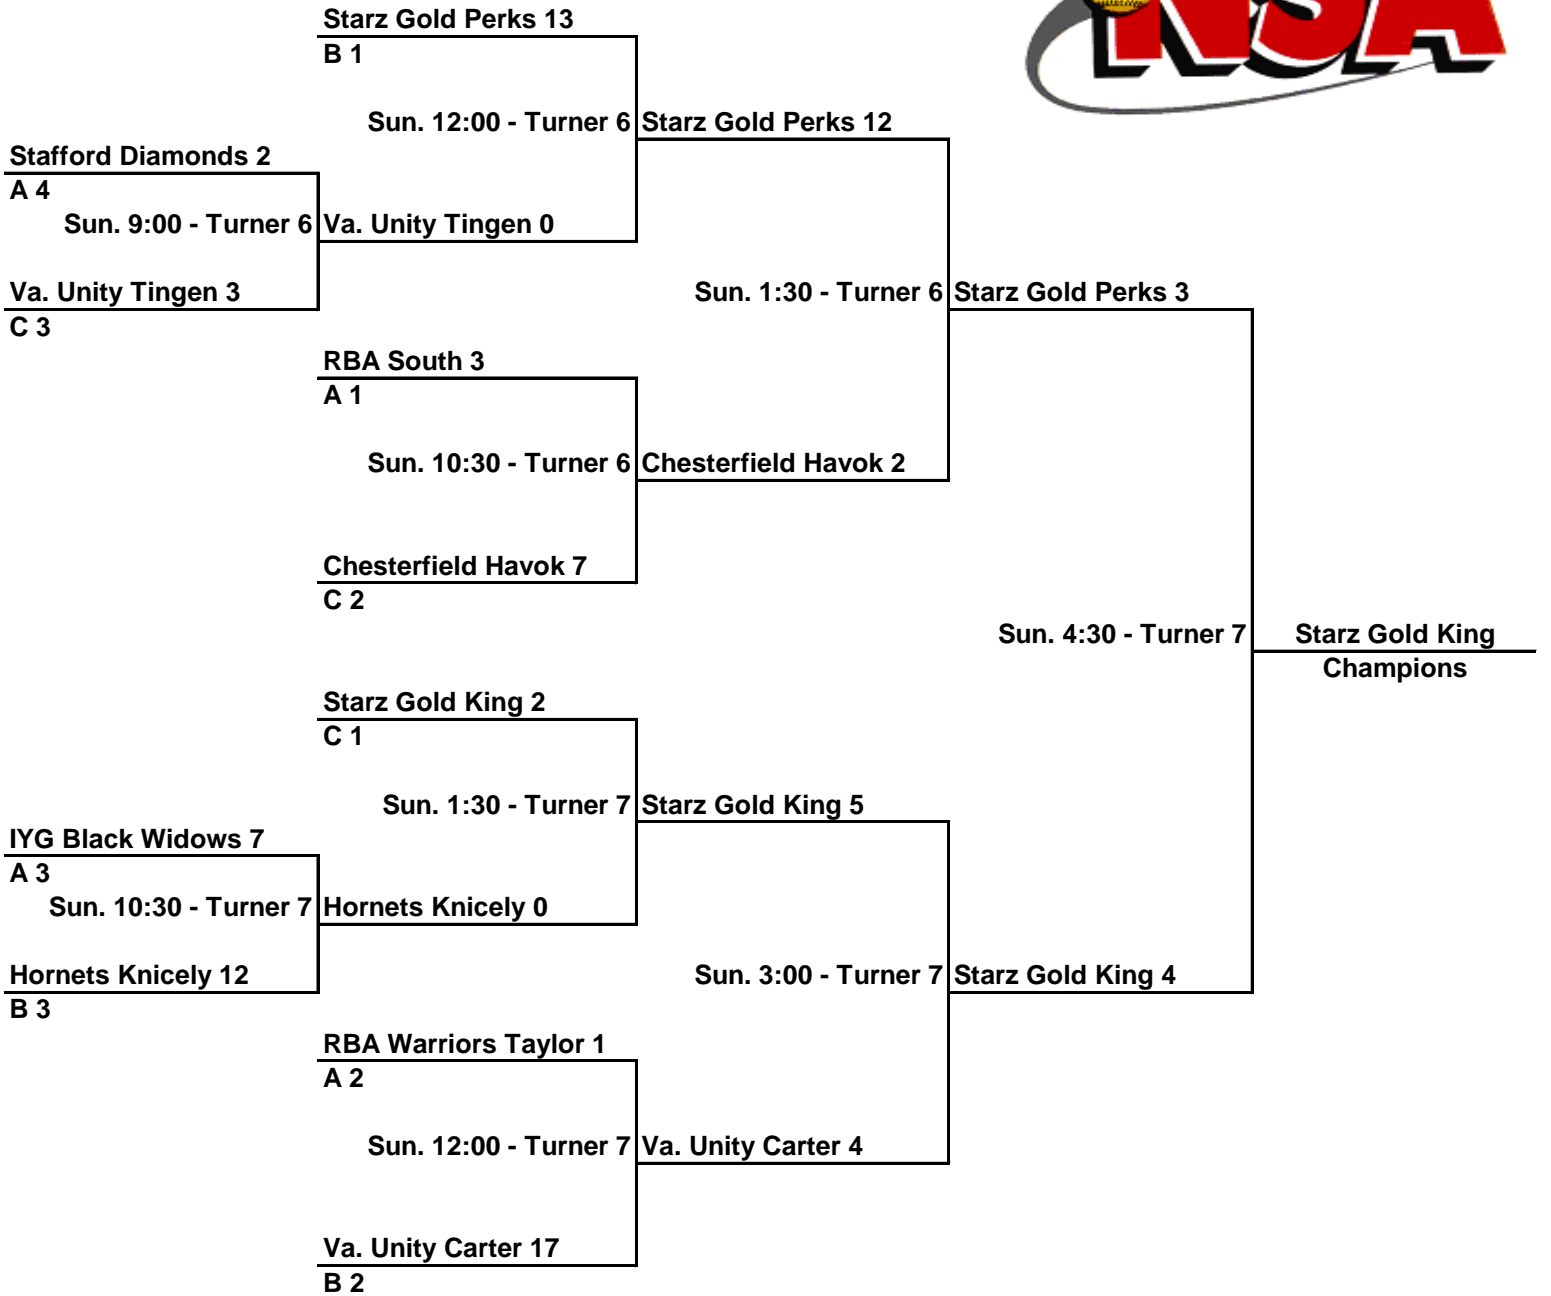 NSA
Starz Gold Perks 13
B 1
Sun. 12:00 - Turner 6
Starz Gold Perks 12
Stafford Diamonds 2
A 4
Sun. 9:00 - Turner 6
Va. Unity Tingen 0
Va. Unity Tingen 3
C 3
Sun. 1:30 - Turner 6
Starz Gold Perks 3
RBA South 3
A 1
Sun. 10:30 - Turner 6
Chesterfield Havok 2
Chesterfield Havok 7
C 2
Sun. 4:30 - Turner 7
Starz Gold King
Champions
Starz Gold King 2
C 1
Sun. 1:30 - Turner 7
Starz Gold King 5
IYG Black Widows 7
A 3
Sun. 10:30 - Turner 7
Hornets Knicely 0
Hornets Knicely 12
B 3
Sun. 3:00 - Turner 7
Starz Gold King 4
RBA Warriors Taylor 1
A 2
Sun. 12:00 - Turner 7
Va. Unity Carter 4
Va. Unity Carter 17
B 2